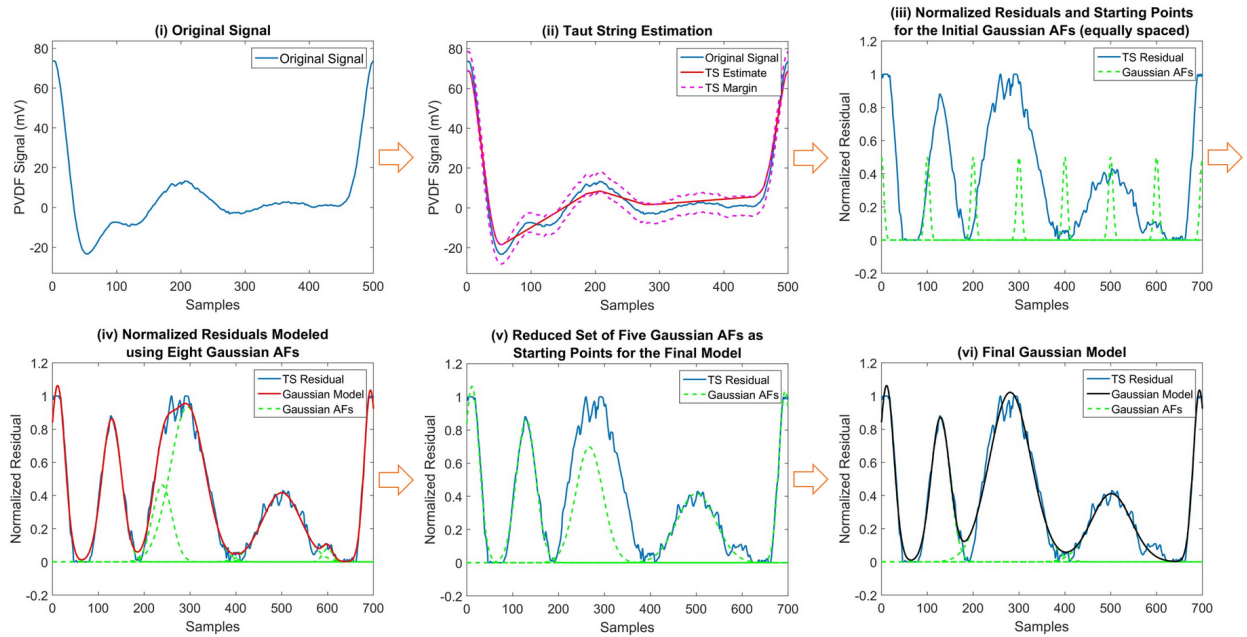 (i) Original Signal
80
60
40
20
0
-20
PVDF Signal (mV)
Original Signal
0 100 200 300 400 500
Samples
(ii) Taut String Estimation
80
60
40
20
0
-20
PVDF Signal (mV)
Original Signal
TS Estimate
TS Margin
0 100 200 300 400 500
Samples
(iii) Normalized Residuals and Starting Points
for the Initial Gaussian AFs (equally spaced)
1.2
1
0.8
0.6
0.4
0.2
0
-0.2
Normalized Residual
TS Residual
Gaussian AFs
0 100 200 300 400 500 600 700
Samples
(iv) Normalized Residuals Modeled
using Eight Gaussian AFs
1.2
1
0.8
0.6
0.4
0.2
0
-0.2
Normalized Residual
TS Residual
Gaussian Model
Gaussian AFs
0 100 200 300 400 500 600 700
Samples
(v) Reduced Set of Five Gaussian AFs as
Starting Points for the Final Model
1.2
1
0.8
0.6
0.4
0.2
0
-0.2
Normalized Residual
TS Residual
Gaussian AFs
0 100 200 300 400 500 600 700
Samples
(vi) Final Gaussian Model
1.2
1
0.8
0.6
0.4
0.2
0
-0.2
Normalized Residual
TS Residual
Gaussian Model
Gaussian AFs
0 100 200 300 400 500 600 700
Samples